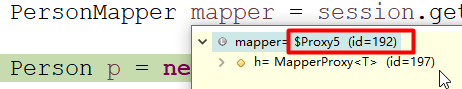 PersonMapper mapper = session.get
mapper= $Proxy5 (id=192)
Person p = ne
h= MapperProxy<T> (id=197)